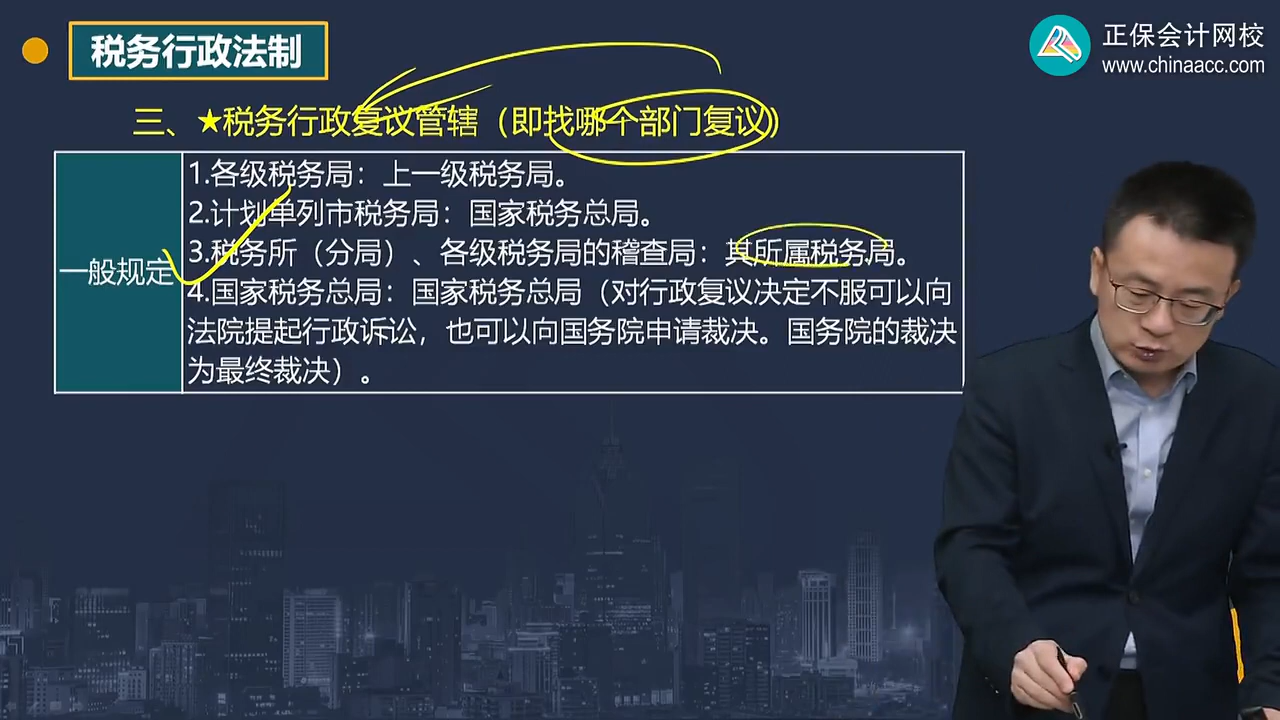 税务行政法制
正保会计网校
www.chinaacc.com
三、★税务行政复议管辖（即找哪个部门复议）
一般规定
1.各级税务局：上一级税务局。
2.计划单列市税务局：国家税务总局。
3.税务所（分局）、各级税务局的稽查局：其所属税务局。
4.国家税务总局：国家税务总局（对行政复议决定不服可以向
法院提起行政诉讼，也可以向国务院申请裁决。国务院的裁决
为最终裁决）。